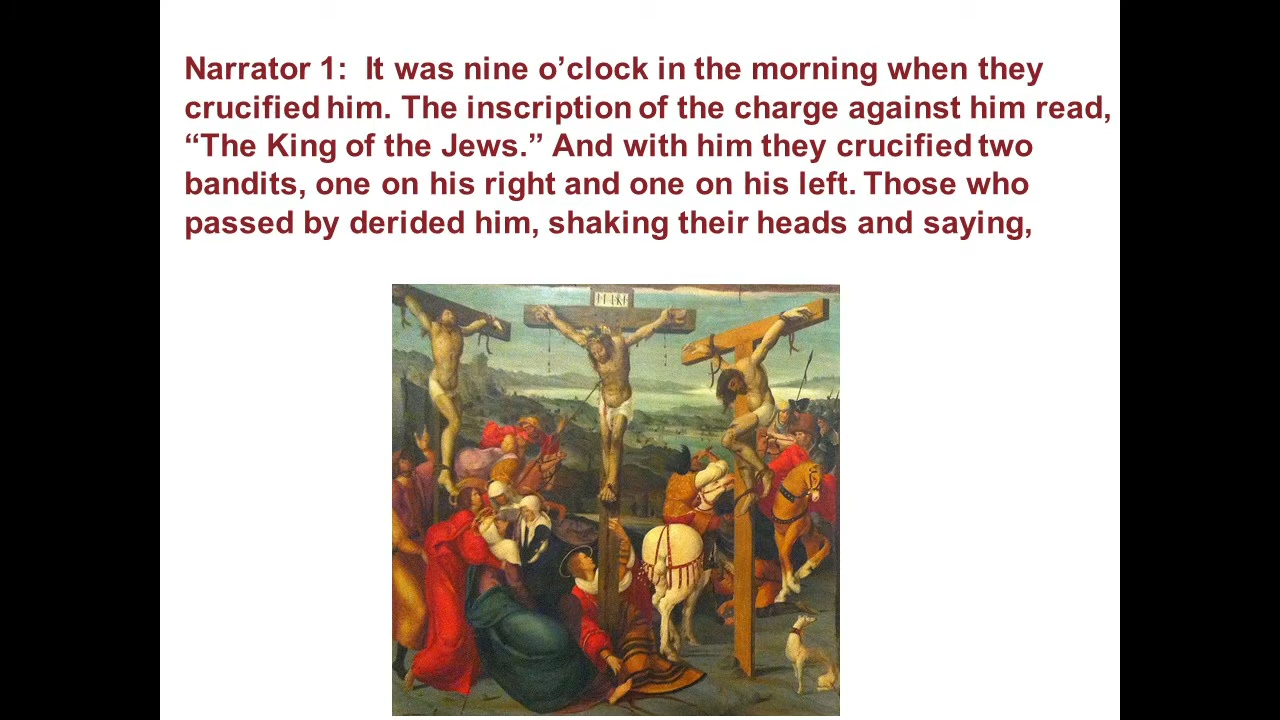 Narrator 1:  It was nine o’clock in the morning when they
crucified him. The inscription of the charge against him read,
“The King of the Jews.” And with him they crucified two
bandits, one on his right and one on his left. Those who
passed by derided him, shaking their heads and saying,